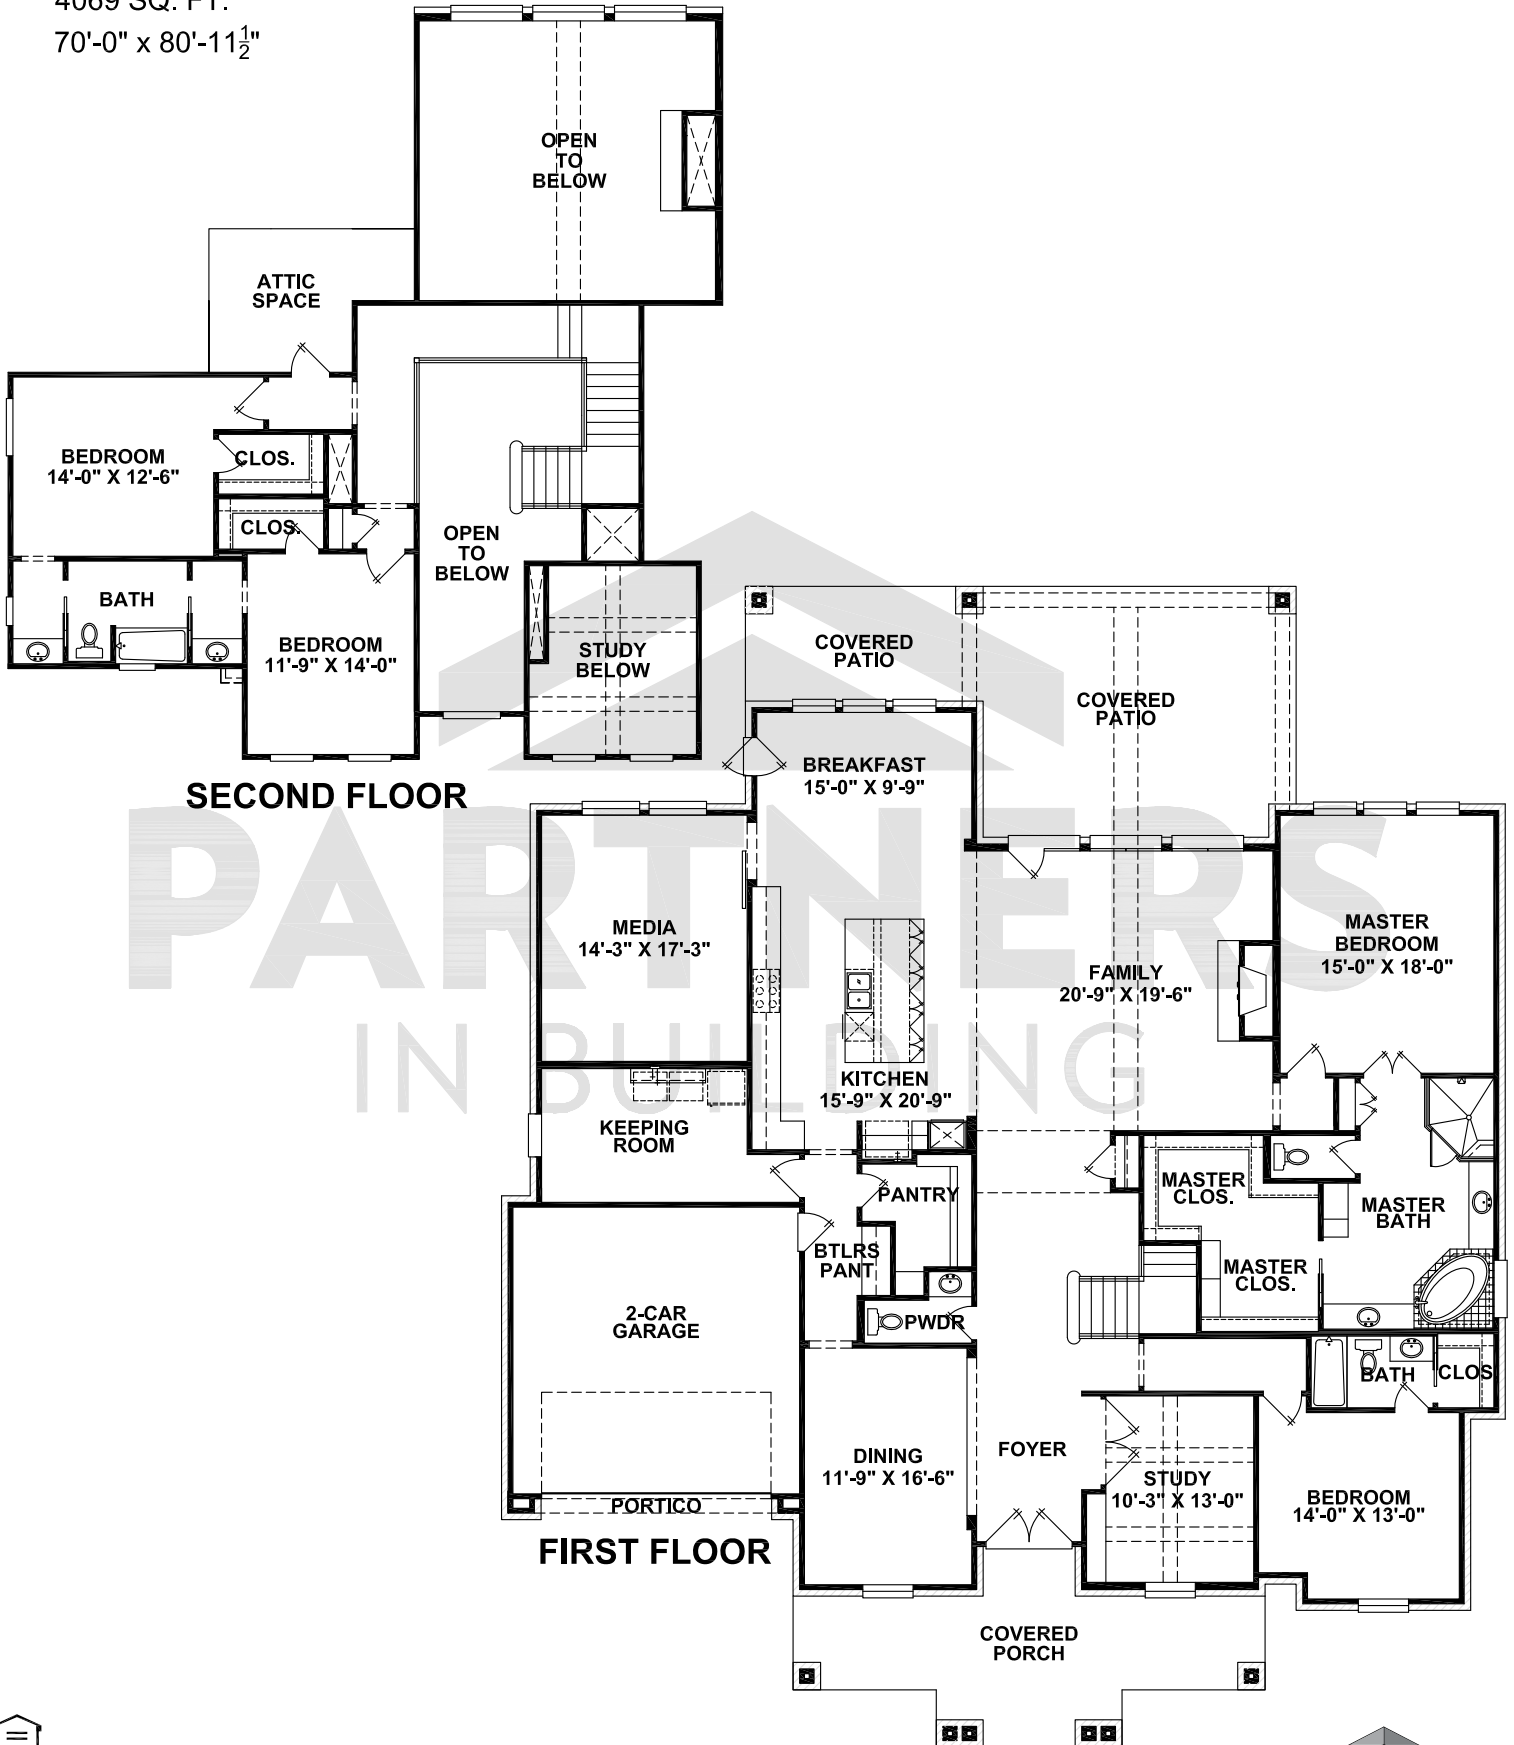 4069 SQ. FT.
70'-0" x 80'-11½"
OPEN
TO
BELOW
ATTIC
SPACE
BEDROOM
14'-0" X 12'-6"
CLOS.
CLOS.
OPEN
TO
BELOW
BATH
BEDROOM
11'-9" X 14'-0"
STUDY
BELOW
SECOND FLOOR
COVERED
PATIO
COVERED
PATIO
BREAKFAST
15'-0" X 9'-9"
PARTNERS
IN BUILDING
MEDIA
14'-3" X 17'-3"
MASTER
BEDROOM
15'-0" X 18'-0"
FAMILY
20'-9" X 19'-6"
KITCHEN
15'-9" X 20'-9"
KEEPING
ROOM
PANTRY
MASTER
CLOS.
MASTER
BATH
BTLRS
PANT
MASTER
CLOS.
2-CAR
GARAGE
PWDR
BATH
CLOS
DINING
11'-9" X 16'-6"
FOYER
STUDY
10'-3" X 13'-0"
BEDROOM
14'-0" X 13'-0"
PORTICO
FIRST FLOOR
COVERED
PORCH